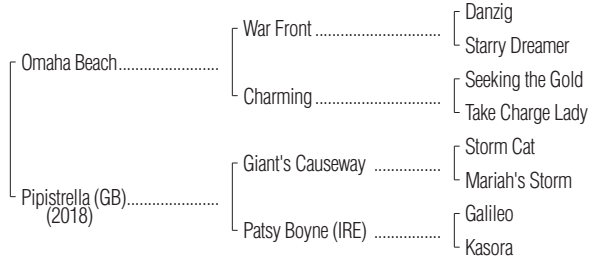 Danzig
War Front
Starry Dreamer
Omaha Beach
Seeking the Gold
Charming
Take Charge Lady
Storm Cat
Giant's Causeway
Mariah's Storm
Pipistrella (GB)
(2018)
Galileo
Patsy Boyne (IRE)
Kasora